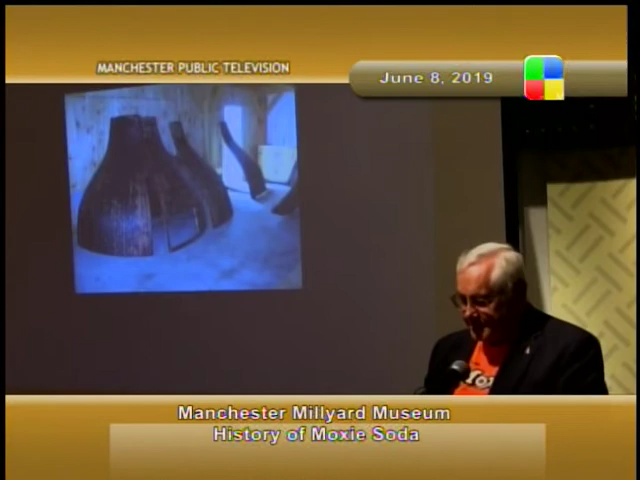 MANCHESTER PUBLIC TELEVISION
June 8, 2019
Manchester Millyard Museum
History of Moxie Soda